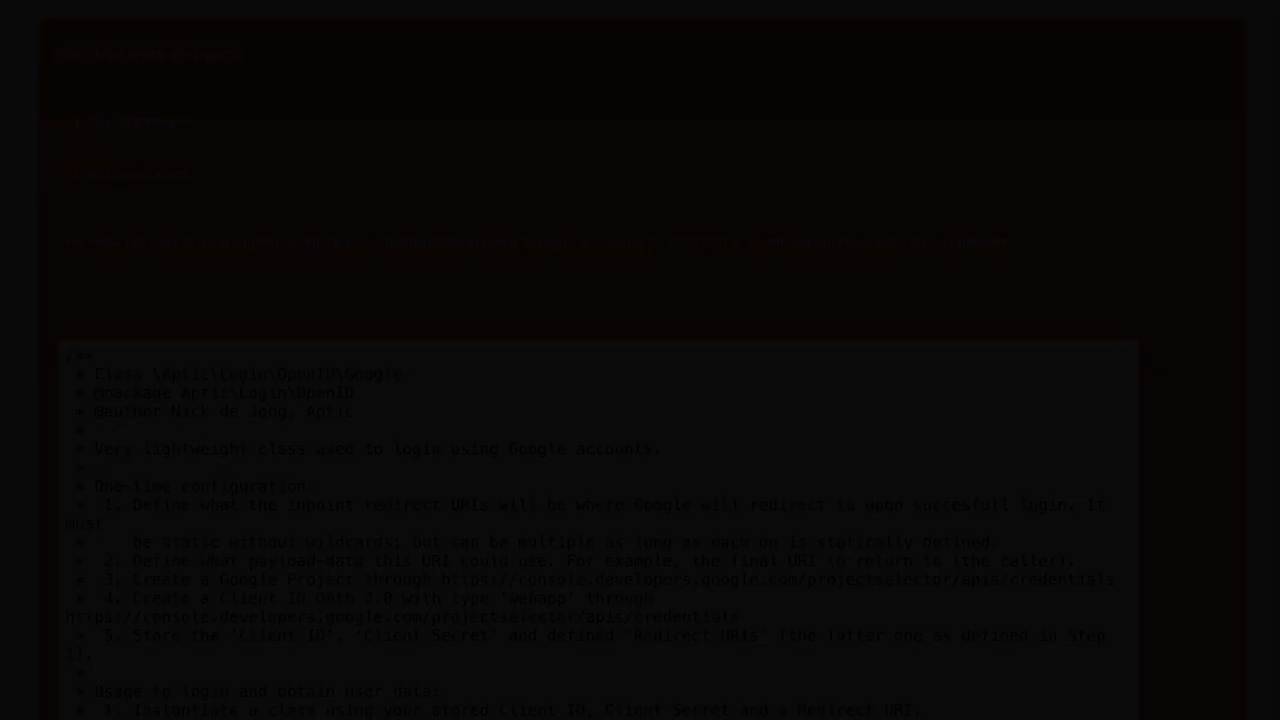 /**
* Class \Aptic\Login\OpenID\Google
* @package Aptic\Login\OpenID
* @author Nick de Jong, Aptic
*
* Very lightweight class used to login using Google accounts.
*
* One-time configuration:
* 1. Define what the inpoint redirect URIs will be where Google will redirect to upon succesfull login. It
must
* be static without wildcards; but can be multiple as long as each on is statically defined.
* 2. Define what payload-data this URI could use. For example, the final URI to return to (the caller).
* 3. Create a Google Project through https://console.developers.google.com/projectselector/apis/credentials
* 4. Create a Client ID OAth 2.0 with type 'webapp' through
https://console.developers.google.com/projectselector/apis/credentials
* 5. Store the 'Client ID', 'Client Secret' and defined 'Redirect URIs' (the latter one as defined in Step
1).
*
* Usage to login and obtain user data:
* 1. Instantiate a class using your stored Client ID, Client Secret and a Redirect URI.